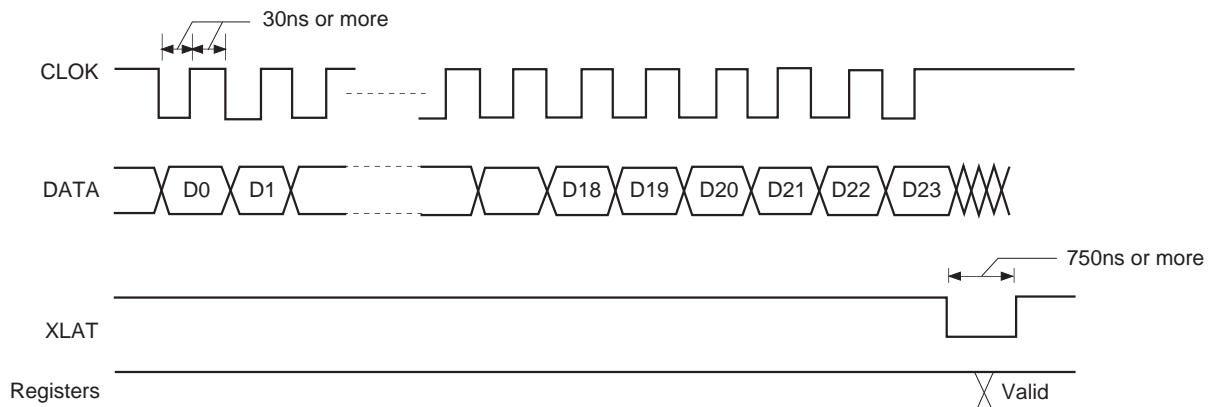 30ns or more
CLOK
DATA
D0 D1 D18 D19 D20 D21 D22 D23
750ns or more
XLAT
Registers
Valid